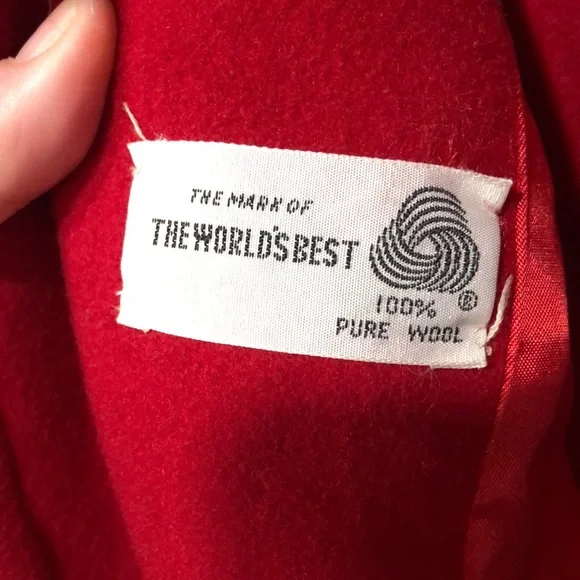 THE MARK OF
THE WORLD'S BEST
®
100%
PURE WOOL